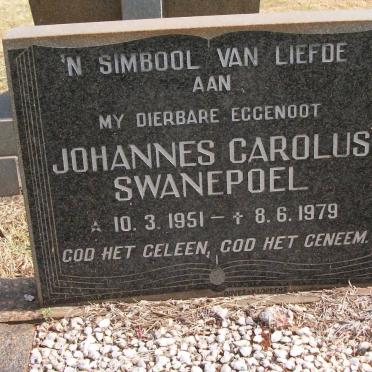 'N SIMBOOL VAN LIEFDE
AAN
MY DIERBARE EGGENOOT
JOHANNES CAROLUS
SWANEPOEL
10.3.1951 – † 8.6.1979
GOD HET GELEEN, GOD HET GENEEM.